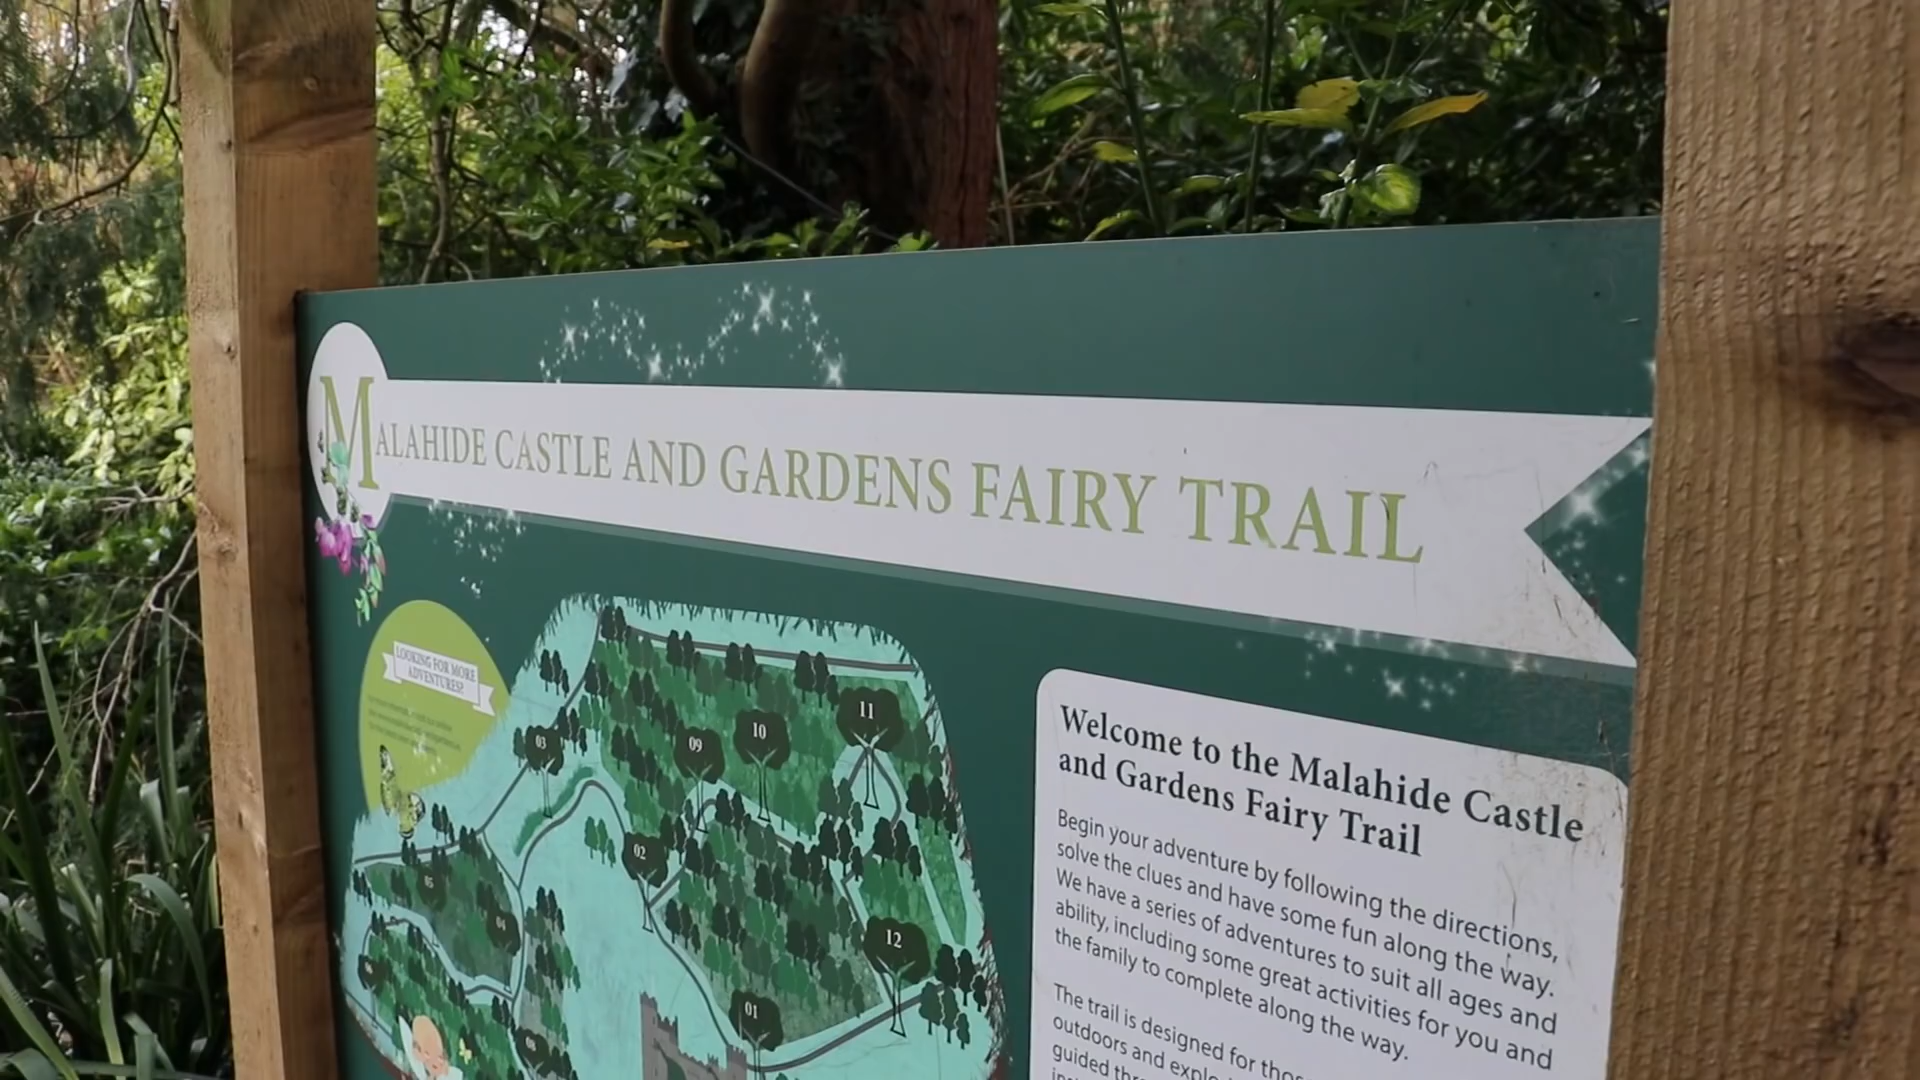 MALAHIDE CASTLE AND GARDENS FAIRY TRAIL
LOOKING FOR MORE
ADVENTURES?
11
10
03
09
02
05
04
12
01
Welcome to the Malahide Castle
and Gardens Fairy Trail
Begin your adventure by following the directions,
solve the clues and have some fun along the way.
We have a series of adventures to suit all ages and
ability, including some great activities for you and
the family to complete along the way.
The trail is designed for those
outdoors and
guided